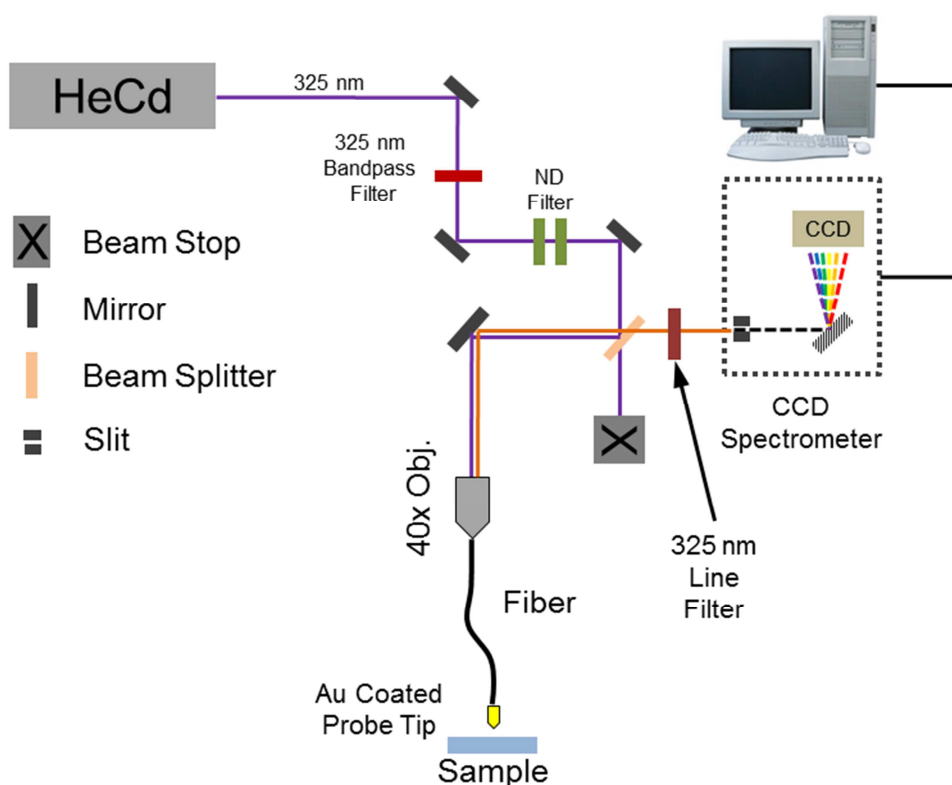 HeCd
325 nm
325 nm
Bandpass
Filter
ND
Filter
CCD
X
Beam Stop
Mirror
Beam Splitter
Slit
X
CCD
Spectrometer
40x Obj.
325 nm
Line
Filter
Fiber
Au Coated
Probe Tip
Sample